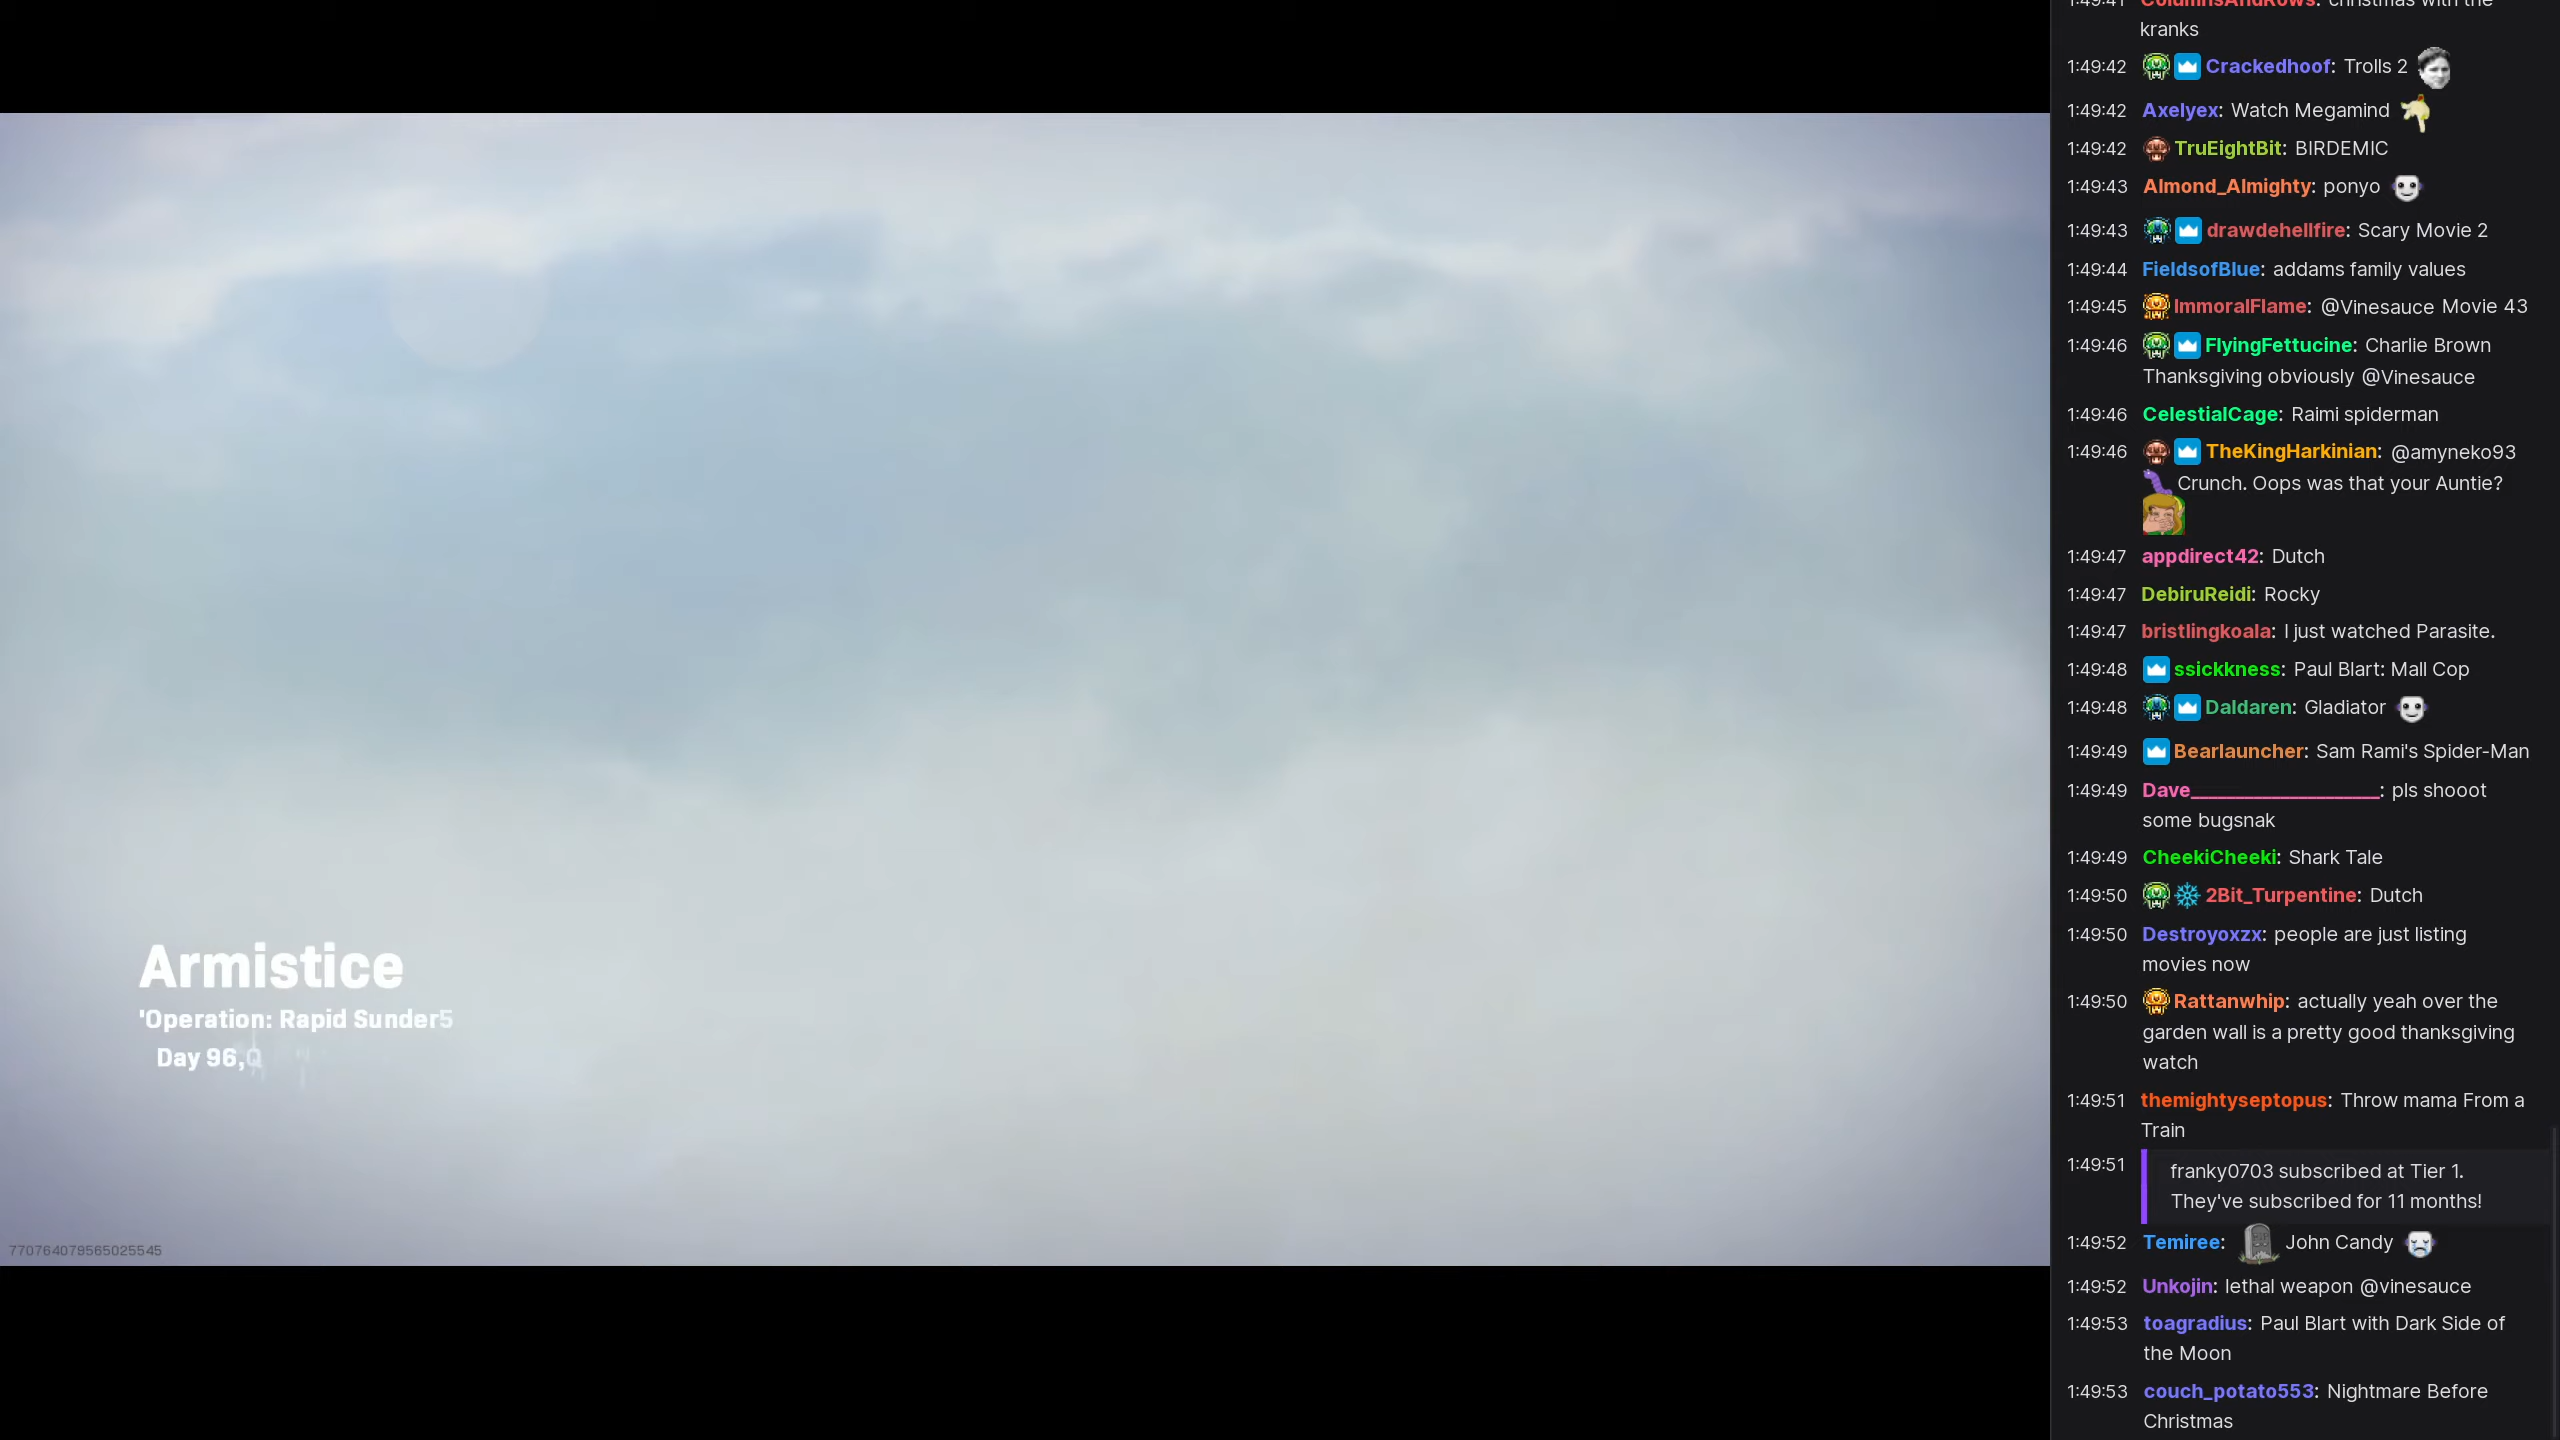 Armistice
'Operation: Rapid Sunder5
Day 96,Q
770764079565025545
1:49:41 ColumnsAndRows: christmas with the
kranks
1:49:42 Crackedhoof: Trolls 2
1:49:42 Axelyex: Watch Megamind
1:49:42 TruEightBit: BIRDEMIC
1:49:43 Almond_Almighty: ponyo
1:49:43 drawdehellfire: Scary Movie 2
1:49:44 FieldsofBlue: addams family values
1:49:45 ImmoralFlame: @Vinesauce Movie 43
1:49:46 FlyingFettucine: Charlie Brown
Thanksgiving obviously @Vinesauce
1:49:46 CelestialCage: Raimi spiderman
1:49:46 TheKingHarkinian: @amyneko93
Crunch. Oops was that your Auntie?
1:49:47 appdirect42: Dutch
1:49:47 DebiruReidi: Rocky
1:49:47 bristlingkoala: I just watched Parasite.
1:49:48 ssickkness: Paul Blart: Mall Cop
1:49:48 Daldaren: Gladiator
1:49:49 Bearlauncher: Sam Rami's Spider-Man
1:49:49 Dave_____________________: pls shooot
some bugsnak
1:49:49 CheekiCheeki: Shark Tale
1:49:50 2Bit_Turpentine: Dutch
1:49:50 Destroyoxzx: people are just listing
movies now
1:49:50 Rattanwhip: actually yeah over the
garden wall is a pretty good thanksgiving
watch
1:49:51 themightyseptopus: Throw mama From a
Train
1:49:51 franky0703 subscribed at Tier 1.
They've subscribed for 11 months!
1:49:52 Temiree: John Candy
1:49:52 Unkojin: lethal weapon @vinesauce
1:49:53 toagradius: Paul Blart with Dark Side of
the Moon
1:49:53 couch_potato553: Nightmare Before
Christmas